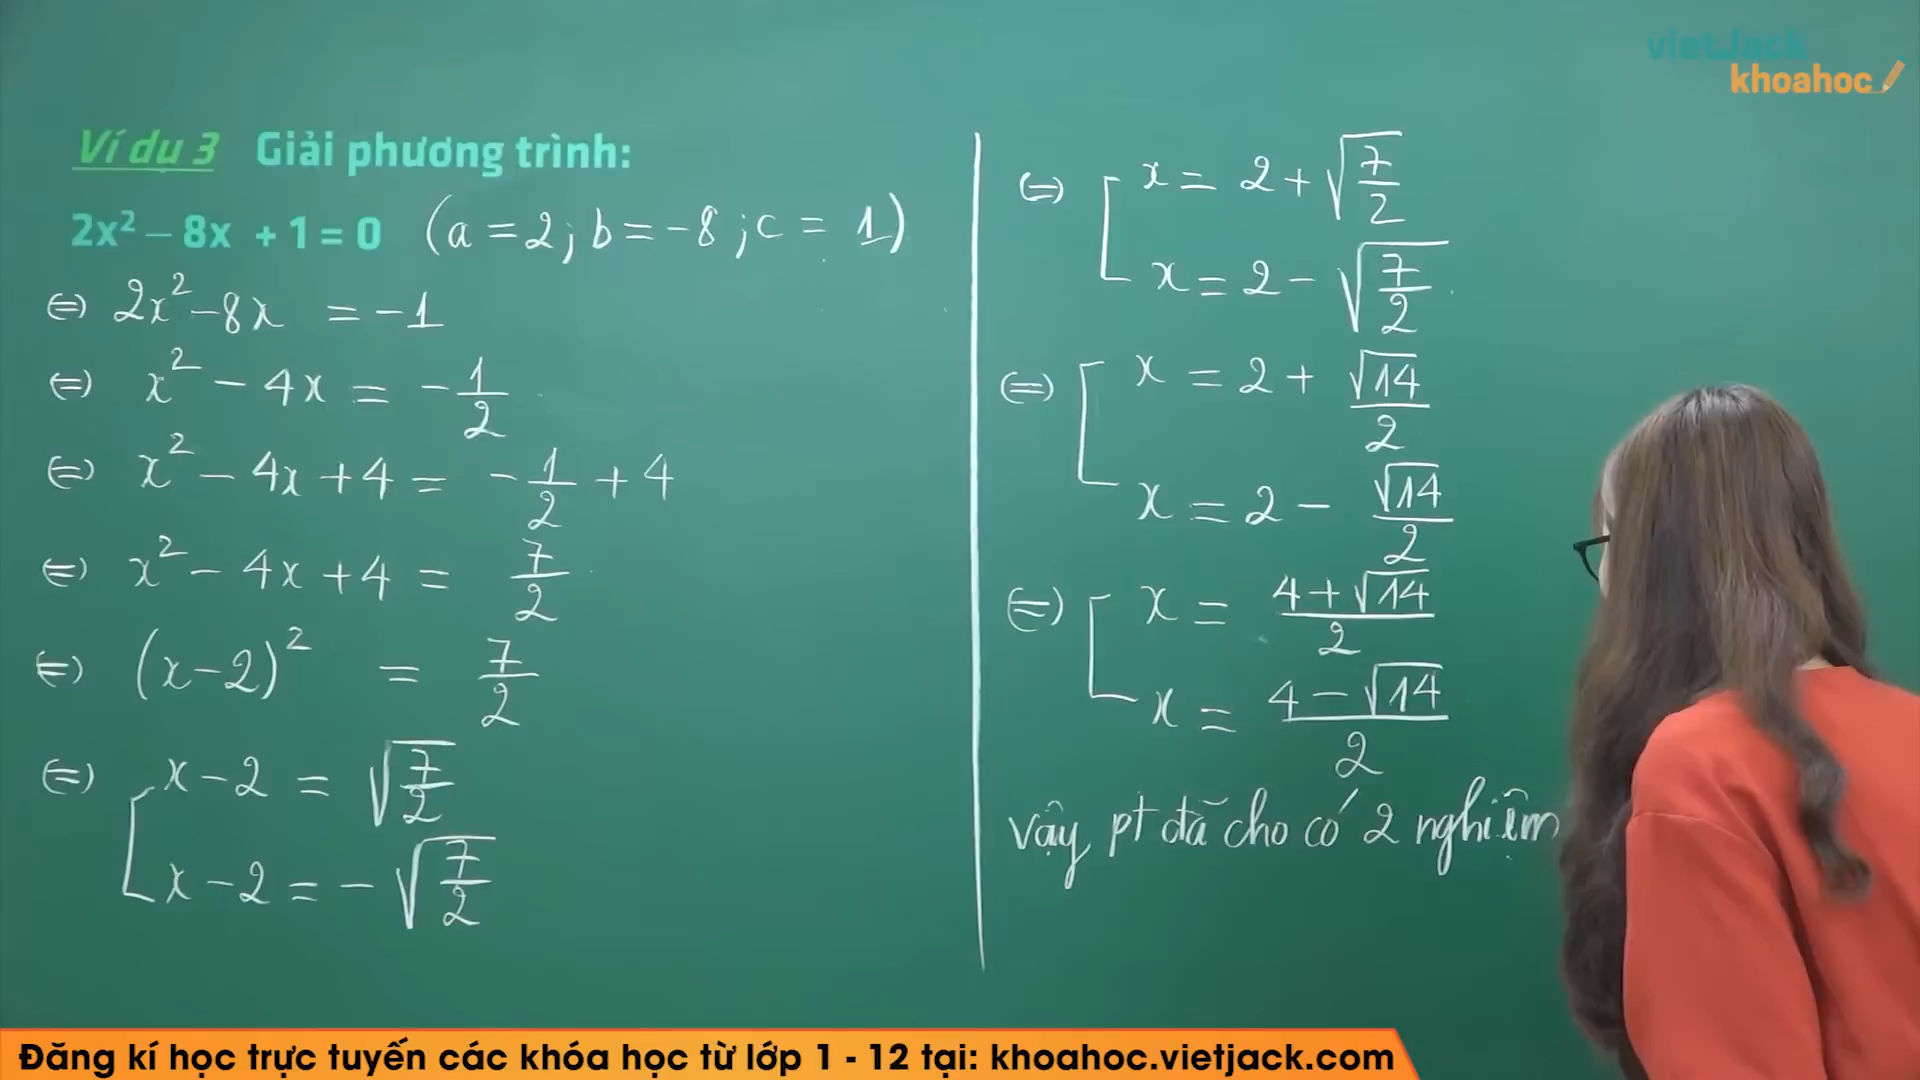 vietJack
khoahoc
Ví dụ 3 Giải phương trình:
2x² – 8x + 1 = 0 (a = 2; b = -8; c = 1)
⇔ 2x² - 8x = -1
⇔ x² - 4x = -1/2
⇔ x² - 4x + 4 = -1/2 + 4
⇔ x² - 4x + 4 = 7/2
⇔ (x-2)² = 7/2
⇔ [ x - 2 = √(7/2)
x - 2 = -√(7/2)
⇔ [ x = 2 + √(7/2)
x = 2 - √(7/2)
⇔ [ x = 2 + √14/2
x = 2 - √14/2
⇔ [ x = (4 + √14)/2
x = (4 - √14)/2
Vậy pt đã cho có 2 nghiệm
Đăng kí học trực tuyến các khóa học từ lớp 1 - 12 tại: khoahoc.vietjack.com